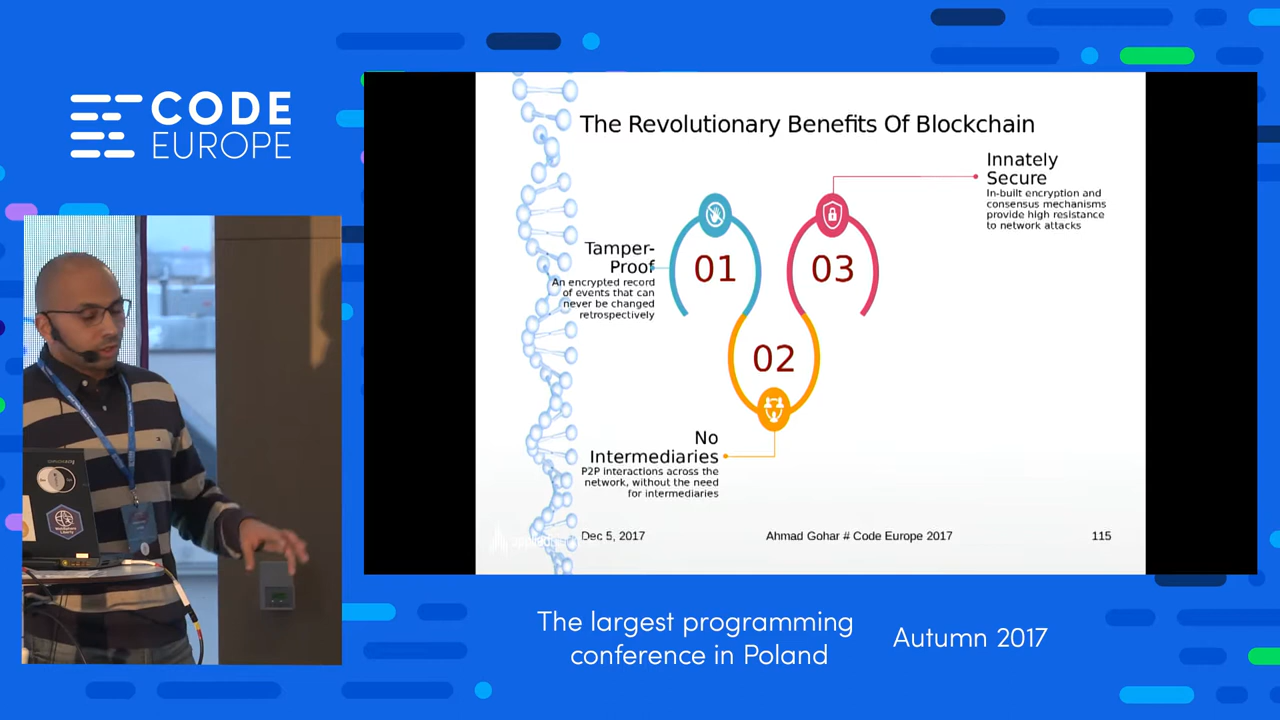 CODE
EUROPE
The Revolutionary Benefits Of Blockchain
Innately
Secure
In-built encryption and
consensus mechanisms
provide high resistance
to network attacks
Tamper-
Proof
An encrypted record
of events that can
never be changed
retrospectively
01
03
02
No
Intermediaries
P2P interactions across the
network, without the need
for intermediaries
Dec 5, 2017
Ahmad Gohar # Code Europe 2017
115
The largest programming
conference in Poland
Autumn 2017